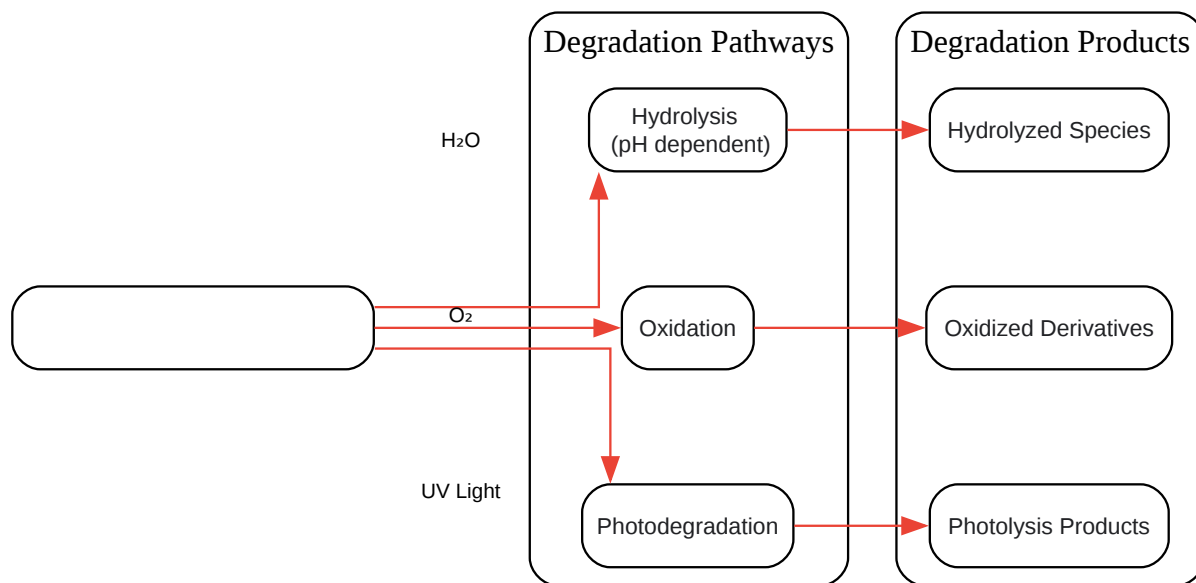 Degradation Pathways
Degradation Products
H₂O
Hydrolysis
(pH dependent)
Hydrolyzed Species
O₂
Oxidation
Oxidized Derivatives
UV Light
Photodegradation
Photolysis Products